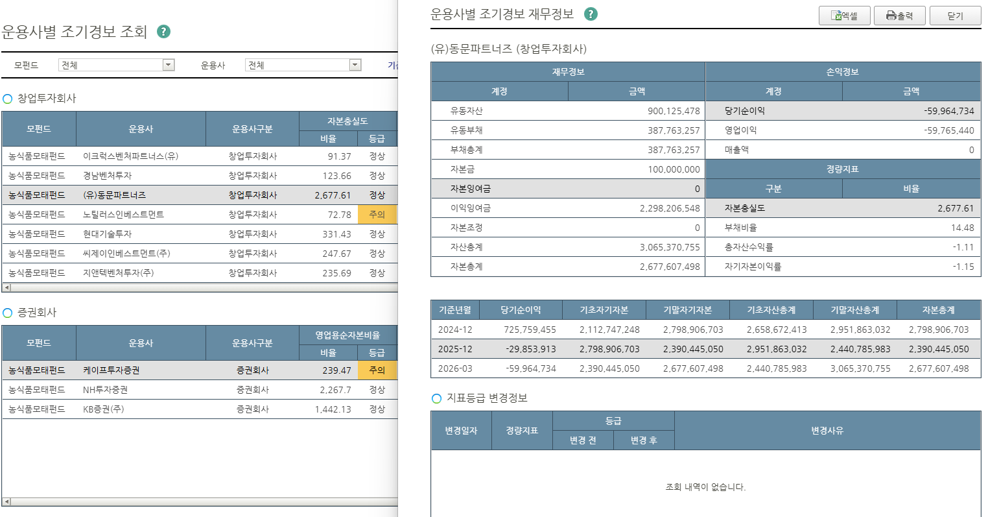 운용사별 조기경보 조회 ?
모펀드 전체 운용사 전체
창업투자회사
모펀드 운용사 운용사구분 자본충실도
비율 등급
농식품모태펀드 이크럭스벤처파트너스(유) 창업투자회사 91.37 정상
농식품모태펀드 경남벤처투자 창업투자회사 123.66 정상
농식품모태펀드 (유)동문파트너즈 창업투자회사 2,677.61 정상
농식품모태펀드 노틸러스인베스트먼트 창업투자회사 72.78 주의
농식품모태펀드 현대기술투자 창업투자회사 331.43 정상
농식품모태펀드 씨제이인베스트먼트(주) 창업투자회사 247.67 정상
농식품모태펀드 지앤텍벤처투자(주) 창업투자회사 235.69 정상
증권회사
모펀드 운용사 운용사구분 영업용순자본비율
비율 등급
농식품모태펀드 케이프투자증권 증권회사 239.47 주의
농식품모태펀드 NH투자증권 증권회사 2,267.7 정상
농식품모태펀드 KB증권(주) 증권회사 1,442.13 정상
운용사별 조기경보 재무정보 ? 엑셀 출력 닫기
(유)동문파트너즈 (창업투자회사)
재무정보 손익정보
계정 금액 계정 금액
유동자산 900,125,478 당기순이익 -59,964,734
유동부채 387,763,257 영업이익 -59,765,440
부채총계 387,763,257 매출액 0
자본금 100,000,000 정량지표
자본잉여금 0 구분 비율
이익잉여금 2,298,206,548 자본충실도 2,677.61
자본조정 0 부채비율 14.48
자산총계 3,065,370,755 총자산수익률 -1.11
자본총계 2,677,607,498 자기자본이익률 -1.15
기준년월 당기순이익 기초자기자본 기말자기자본 기초자산총계 기말자산총계 자본총계
2024-12 725,759,455 2,112,747,248 2,798,906,703 2,658,672,413 2,951,863,032 2,798,906,703
2025-12 -29,853,913 2,798,906,703 2,390,445,050 2,951,863,032 2,440,785,983 2,390,445,050
2026-03 -59,964,734 2,390,445,050 2,677,607,498 2,440,785,983 3,065,370,755 2,677,607,498
지표등급 변경정보
변경일자 정량지표 등급 변경사유
변경 전 변경 후
조회 내역이 없습니다.